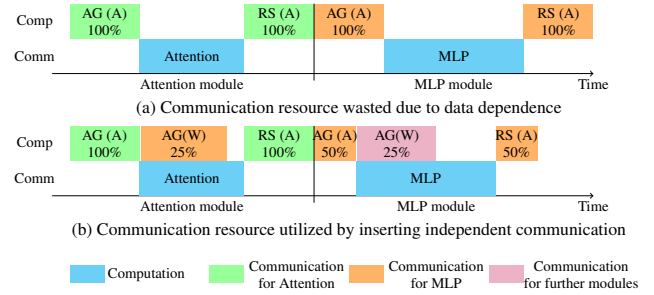 AG (A) RS (A) AG (A) RS (A)
Comp
100% 100% 100% 100%
Comm Attention MLP
Attention module MLP module Time
(a) Communication resource wasted due to data dependence
AG (A) AG(W) RS (A) AG (A) AG(W) RS (A)
Comp
100% 25% 100% 50% 25% 50%
Comm Attention MLP
Attention module MLP module Time
(b) Communication resource utilized by inserting independent communication
Computation Communication Communication Communication
for Attention for MLP for further modules